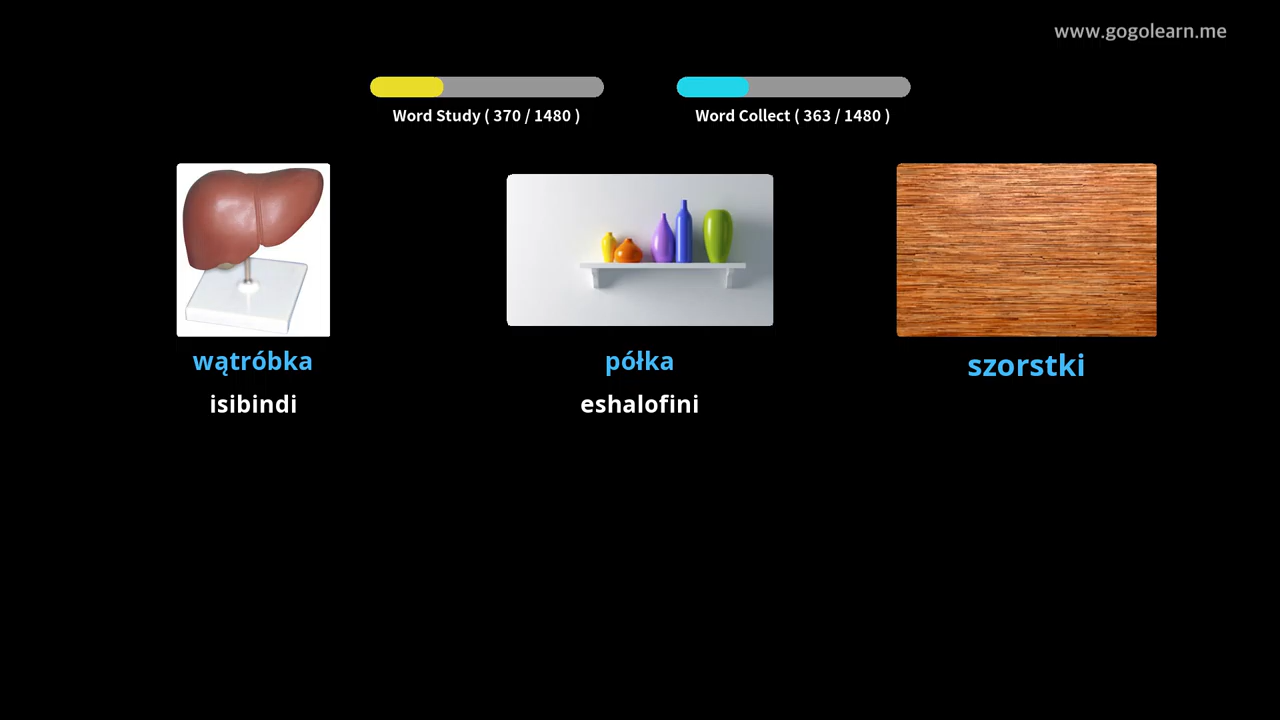 www.gogolearn.me
Word Study ( 370 / 1480 )
Word Collect ( 363 / 1480 )
wątróbka
isibindi
półka
eshalofini
szorstki